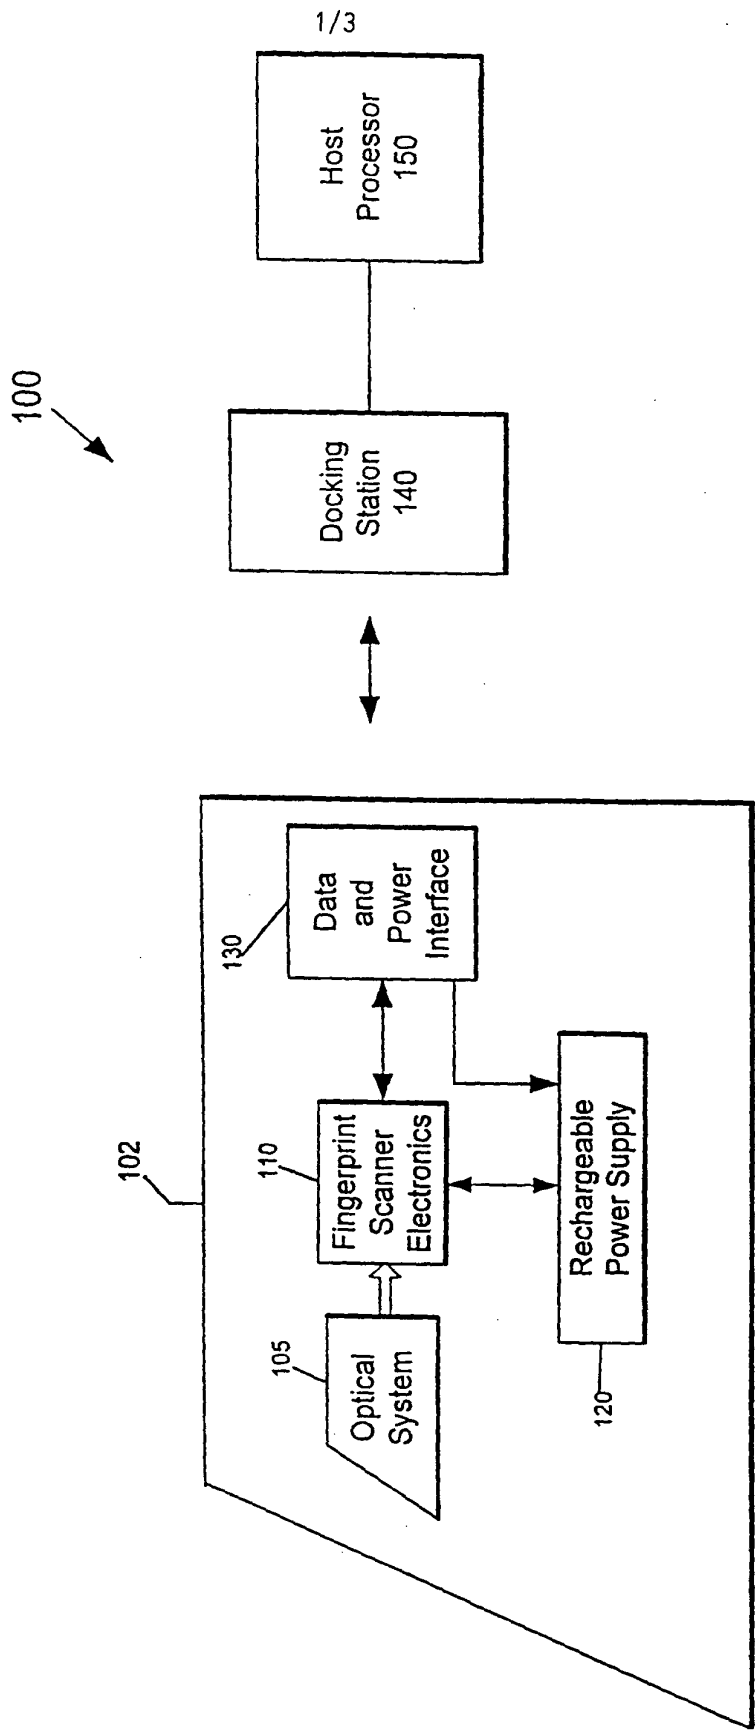 1/3
100
Host
Processor
150
Docking
Station
140
102
130
Data
and
Power
Interface
110
Fingerprint
Scanner
Electronics
105
Optical
System
Rechargeable
Power Supply
120